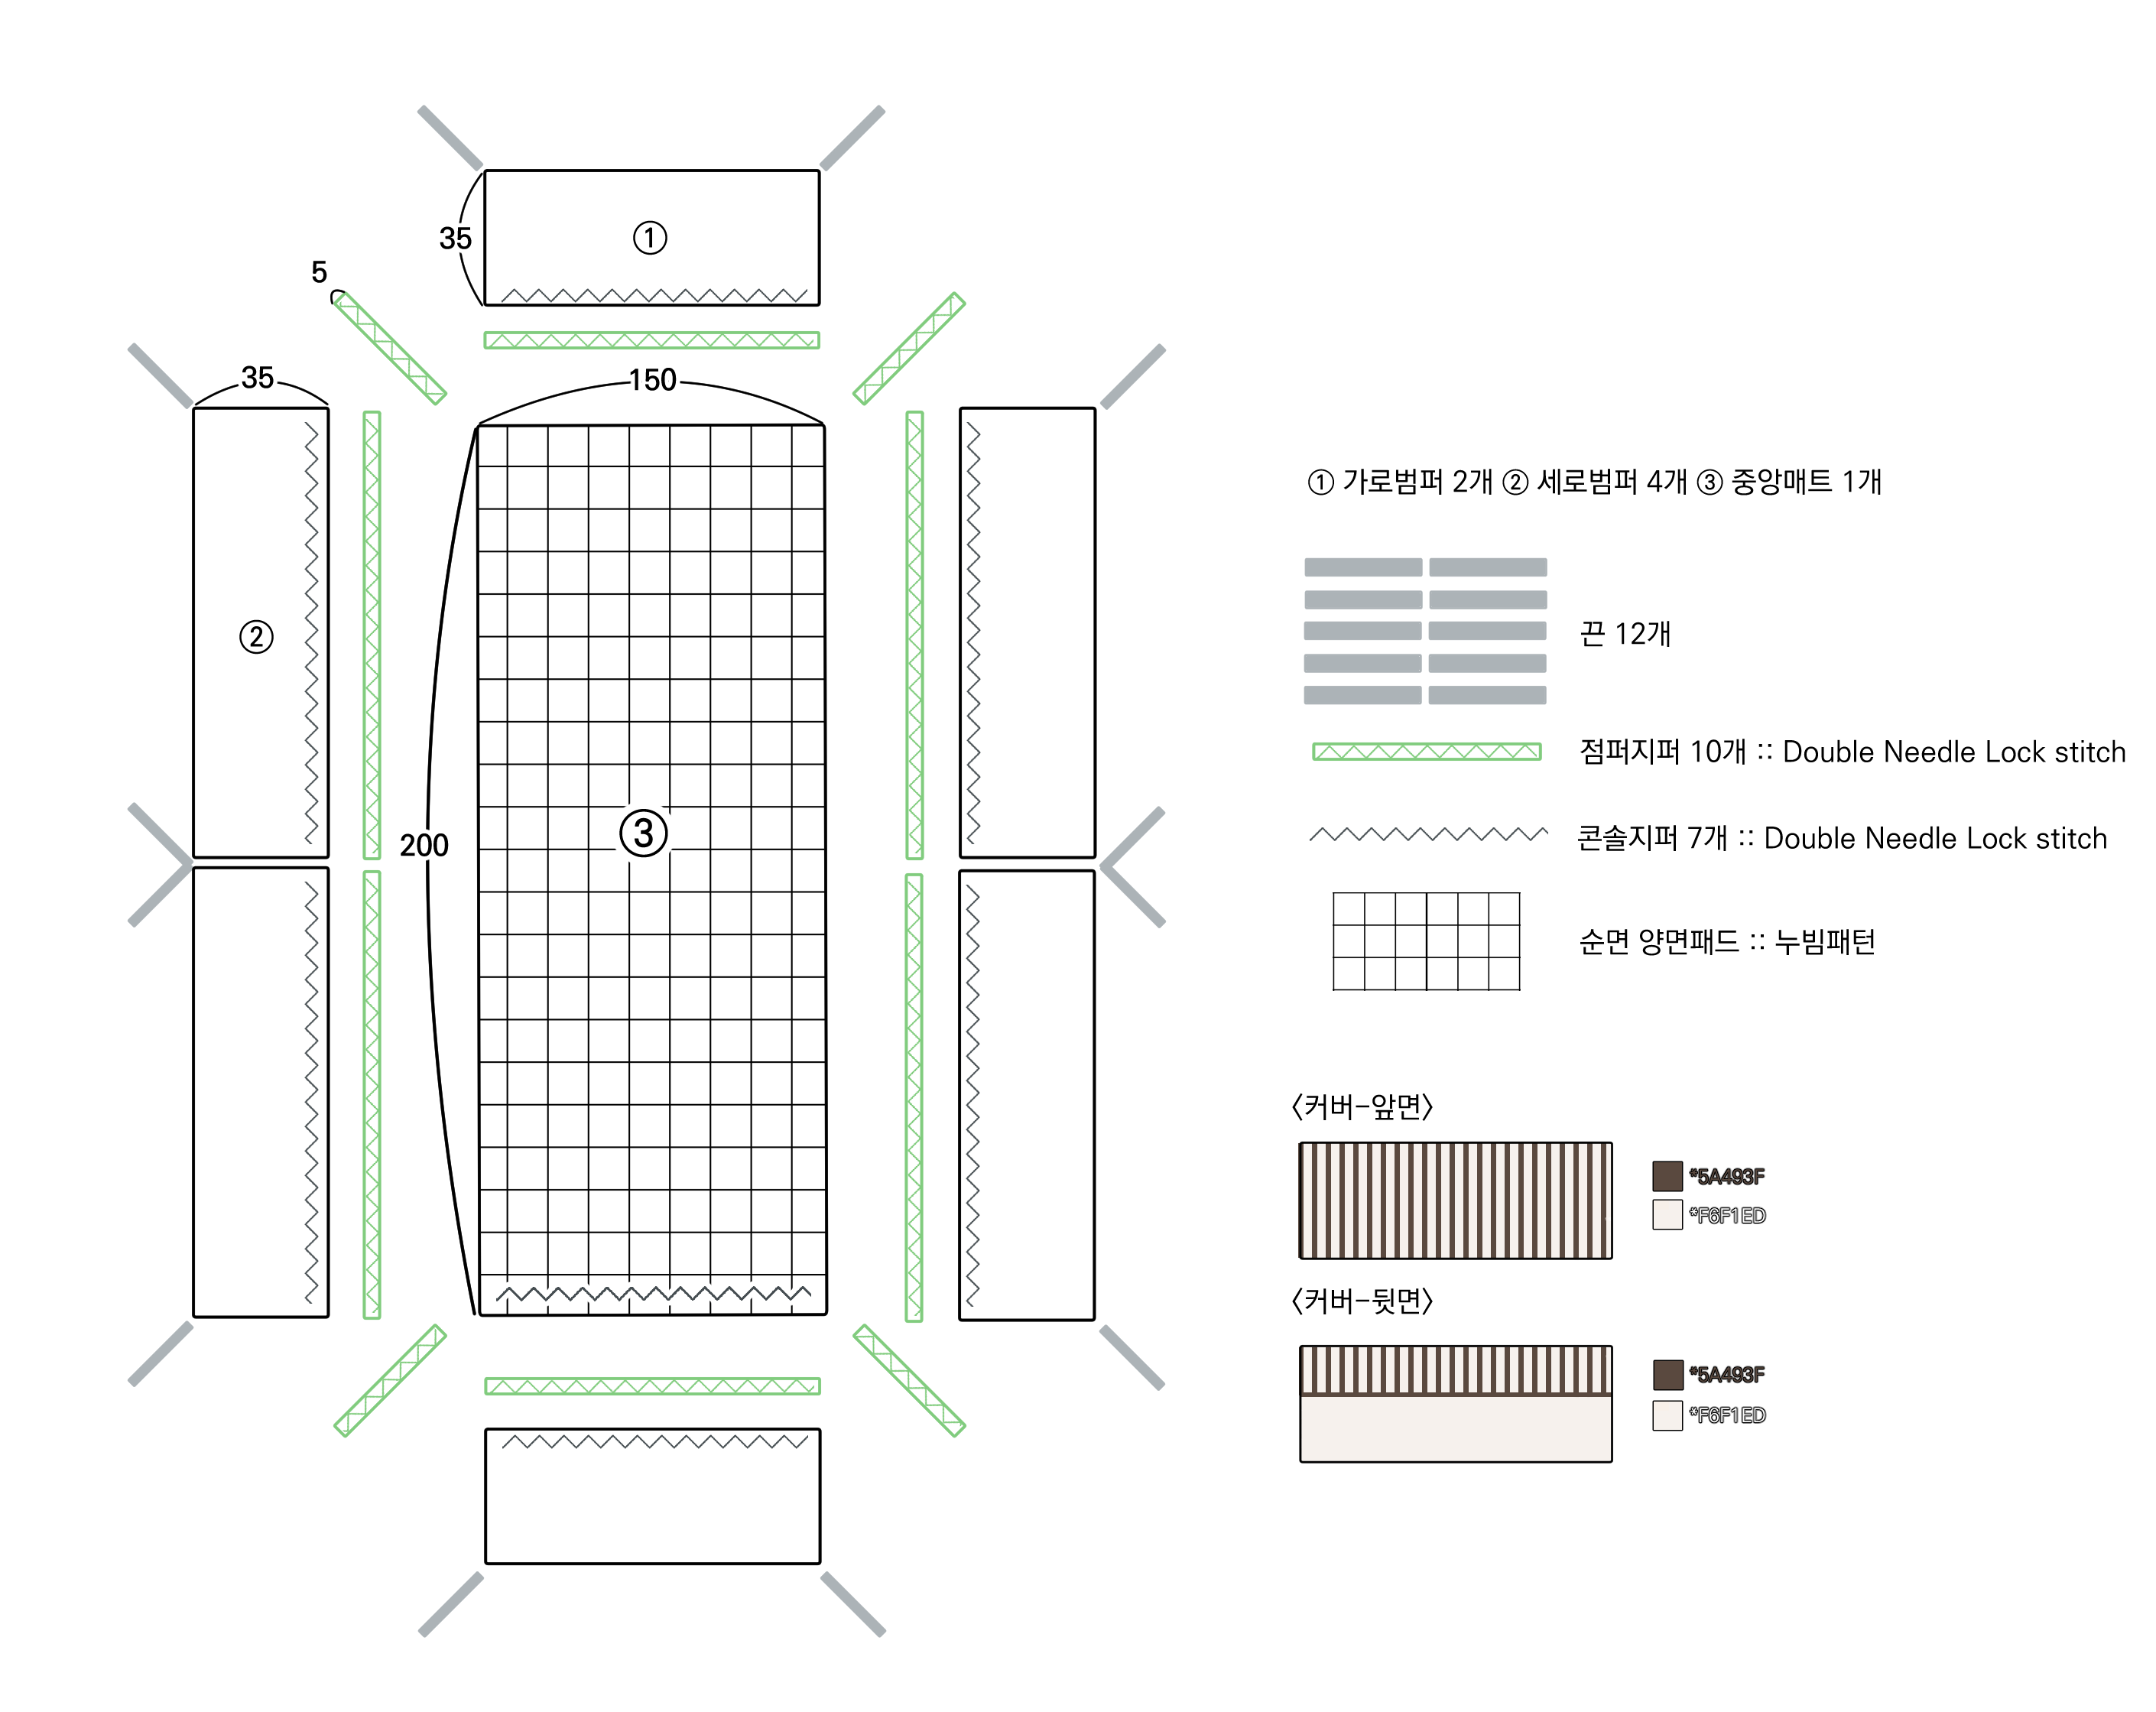 ①
35
5
35
150
②
③
200
① 가로범퍼 2개 ② 세로범퍼 4개 ③ 중앙매트 1개
끈 12개
점퍼지퍼 10개 :: Double Needle Lock stitch
콘솔지퍼 7개 :: Double Needle Lock stitch
순면 양면패드 :: 누빔패턴
<커버-앞면>
*5A493F
*F6F1ED
<커버-뒷면>
*5A493F
*F6F1ED